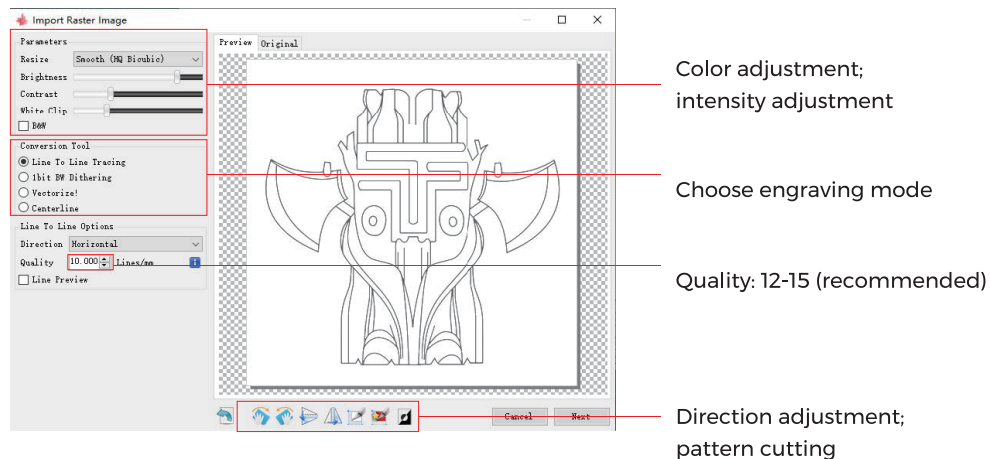 Import Raster Image
Parameters
Resize Smooth (HQ Bicubic)
Brightness
Contrast
White Clip
B&W
Conversion Tool
Line To Line Tracing
1bit BW Dithering
Vectorize!
Centerline
Line To Line Options
Direction Horizontal
Quality 10.000 Lines/mm
Line Preview
Preview Original
Cancel Next
Color adjustment;
intensity adjustment
Choose engraving mode
Quality: 12-15 (recommended)
Direction adjustment;
pattern cutting